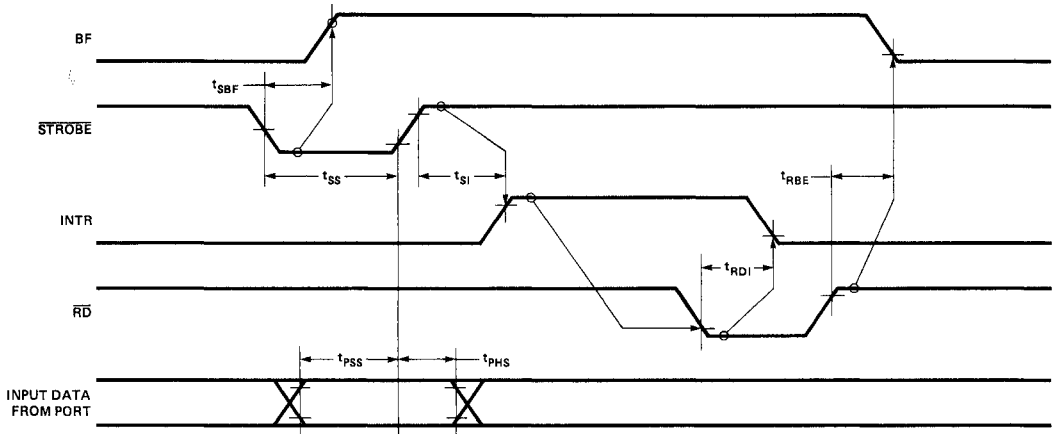 BF
tSBF
STROBE
tSS
tSI
tRBE
INTR
tRDI
RD
tPSS
tPHS
INPUT DATA
FROM PORT